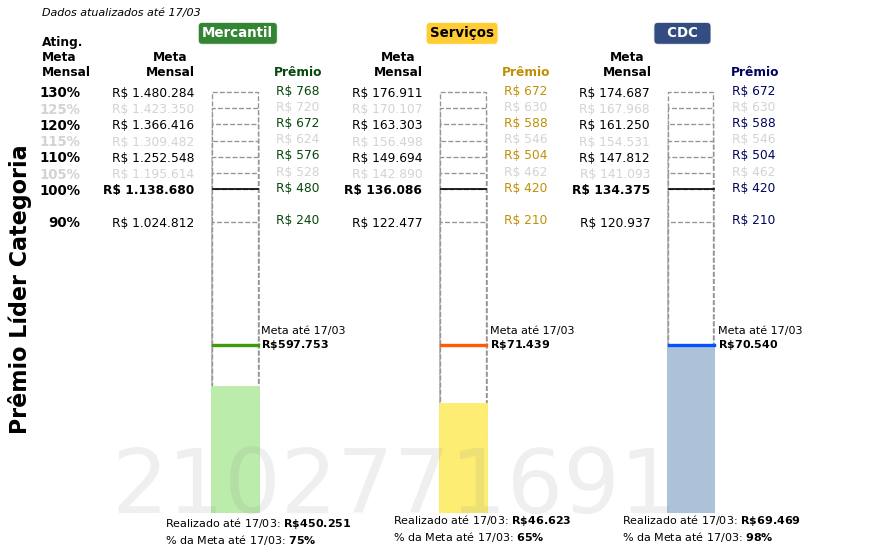 Dados atualizados até 17/03
Mercantil Serviços CDC
Ating. Meta Mensal Meta Mensal Prêmio Meta Mensal Prêmio Meta Mensal Prêmio
130% R$ 1.480.284 R$ 768 R$ 176.911 R$ 672 R$ 174.687 R$ 672
125% R$ 1.423.350 R$ 720 R$ 170.107 R$ 630 R$ 167.968 R$ 630
120% R$ 1.366.416 R$ 672 R$ 163.303 R$ 588 R$ 161.250 R$ 588
115% R$ 1.309.482 R$ 624 R$ 156.498 R$ 546 R$ 154.531 R$ 546
110% R$ 1.252.548 R$ 576 R$ 149.694 R$ 504 R$ 147.812 R$ 504
105% R$ 1.195.614 R$ 528 R$ 142.890 R$ 462 R$ 141.093 R$ 462
100% R$ 1.138.680 R$ 480 R$ 136.086 R$ 420 R$ 134.375 R$ 420
90% R$ 1.024.812 R$ 240 R$ 122.477 R$ 210 R$ 120.937 R$ 210
Prêmio Líder Categoria
Meta até 17/03 Meta até 17/03 Meta até 17/03
R$597.753 R$71.439 R$70.540
2102771691
Realizado até 17/03: R$450.251 Realizado até 17/03: R$46.623 Realizado até 17/03: R$69.469
% da Meta até 17/03: 75% % da Meta até 17/03: 65% % da Meta até 17/03: 98%